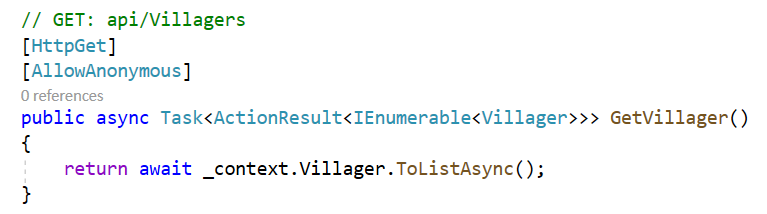 // GET: api/Villagers
[HttpGet]
[AllowAnonymous]
0 references
public async Task<ActionResult<IEnumerable<Villager>>> GetVillager()
{
    return await _context.Villager.ToListAsync();
}